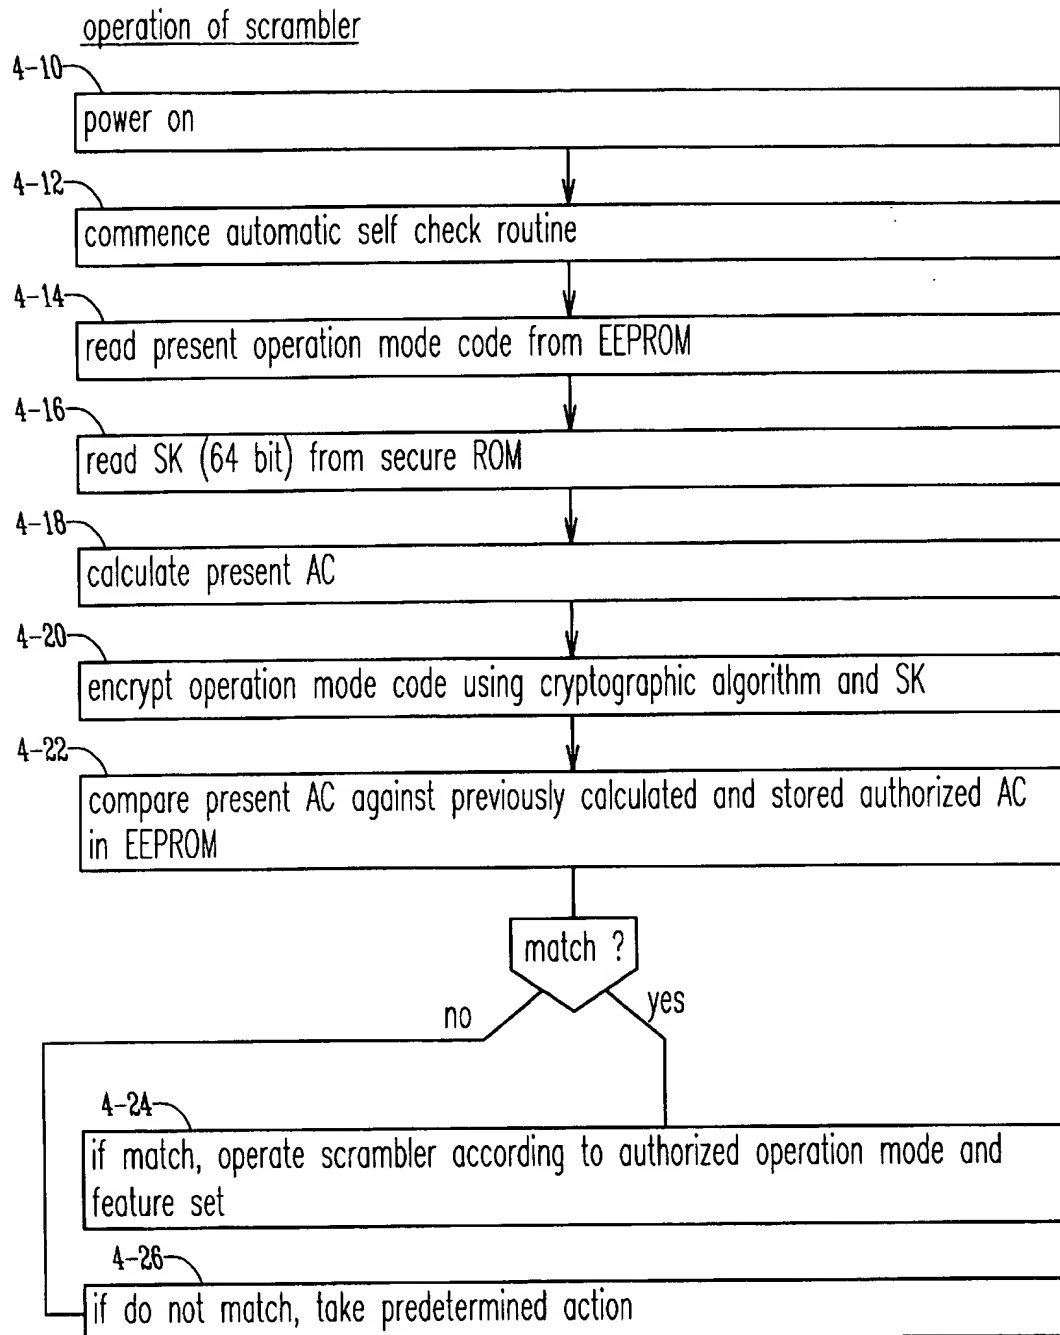 operation of scrambler
4-10
power on
4-12
commence automatic self check routine
4-14
read present operation mode code from EEPROM
4-16
read SK (64 bit) from secure ROM
4-18
calculate present AC
4-20
encrypt operation mode code using cryptographic algorithm and SK
4-22
compare present AC against previously calculated and stored authorized AC
in EEPROM
match ?
no
yes
4-24
if match, operate scrambler according to authorized operation mode and
feature set
4-26
if do not match, take predetermined action